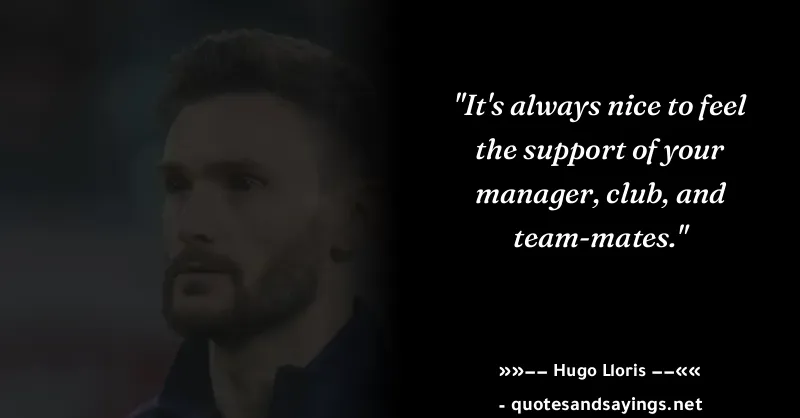 "It's always nice to feel
the support of your
manager, club, and
team-mates."
»»−− Hugo Lloris −−««
- quotesandsayings.net